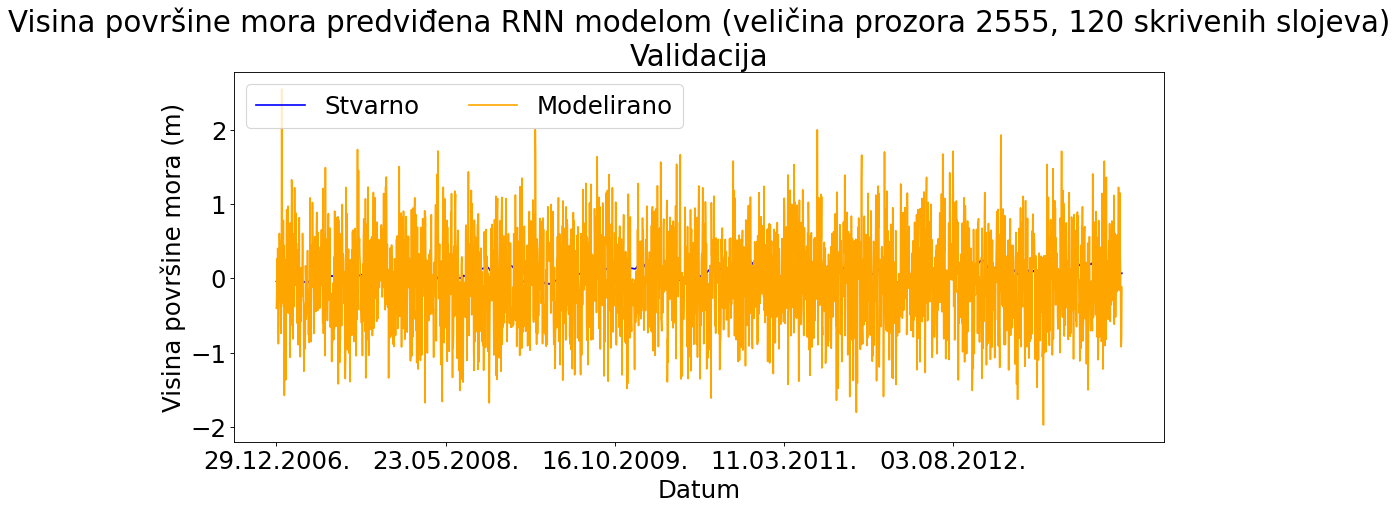 Visina površine mora predviđena RNN modelom (veličina prozora 2555, 120 skrivenih slojeva)
Validacija
Stvarno
Modelirano
Visina površine mora (m)
2
1
0
−1
−2
29.12.2006.
23.05.2008.
16.10.2009.
11.03.2011.
03.08.2012.
Datum